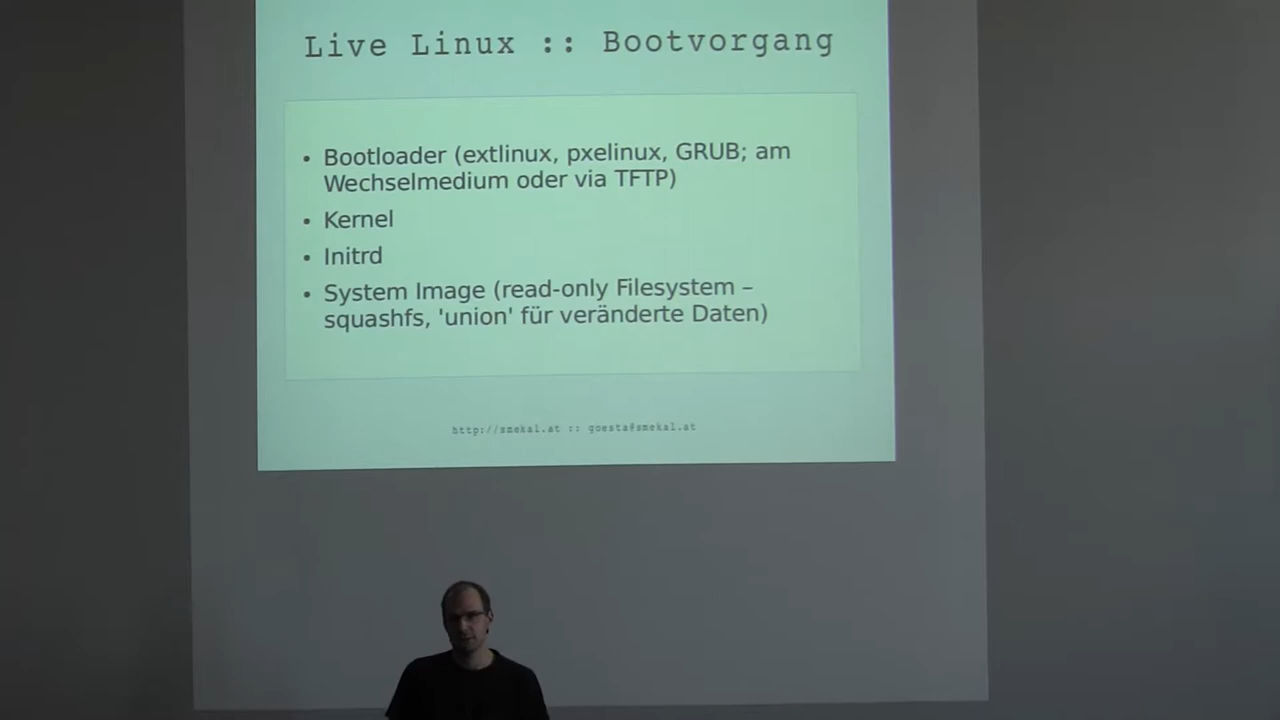 Live Linux :: Bootvorgang
• Bootloader (extlinux, pxelinux, GRUB; am
Wechselmedium oder via TFTP)
• Kernel
• Initrd
• System Image (read-only Filesystem –
squashfs, 'union' für veränderte Daten)
http://smekal.at :: goesta@smekal.at